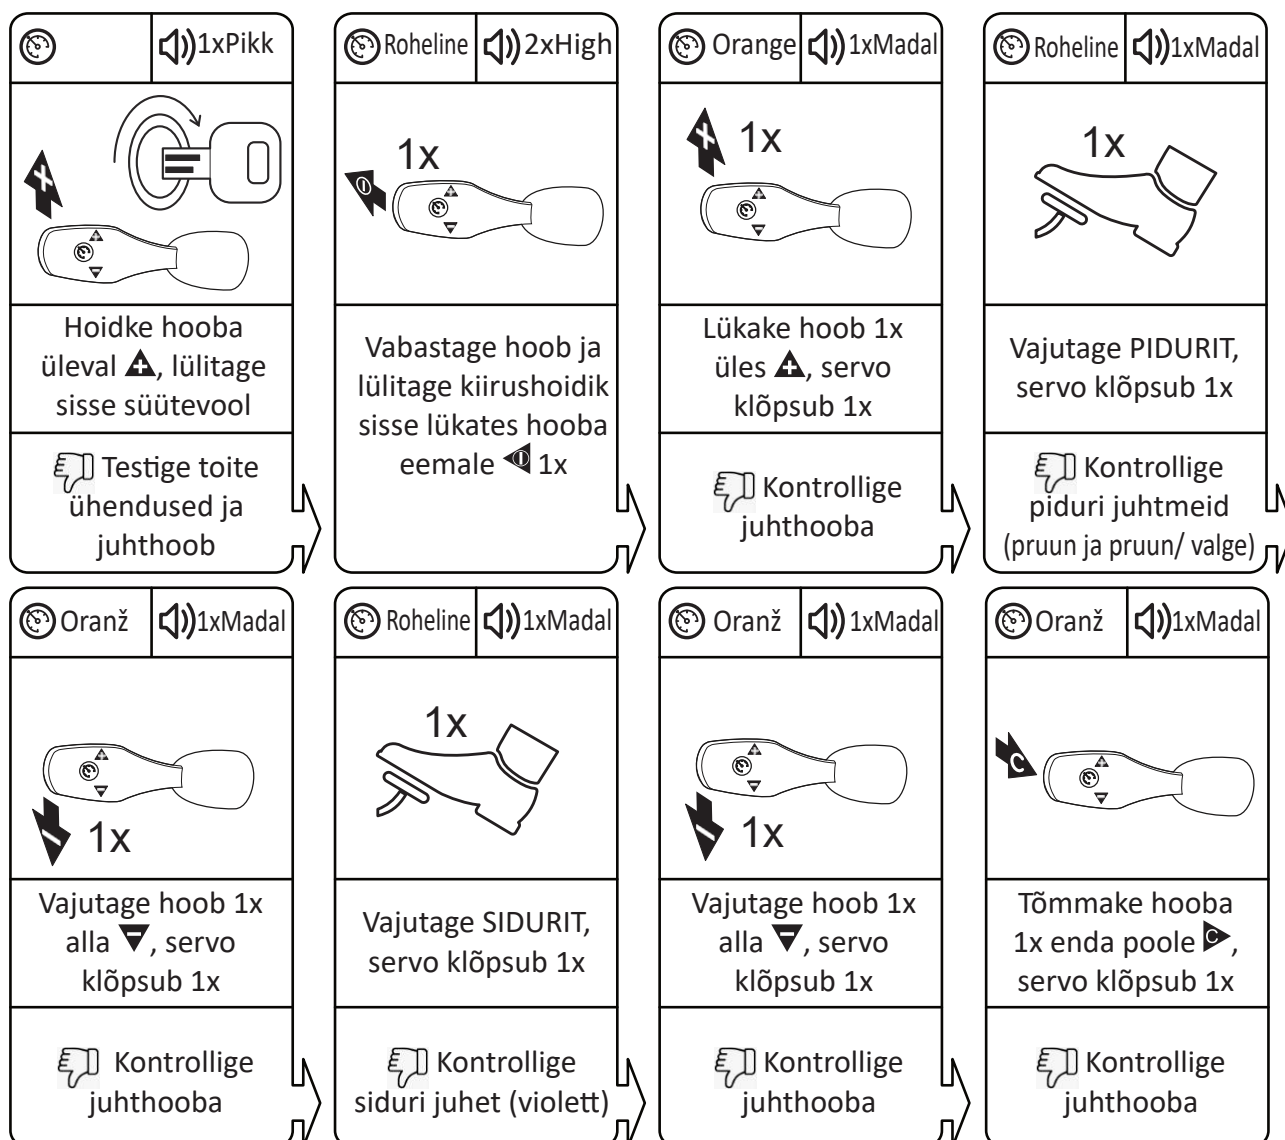 1xPikk
Hoidke hooba
üleval +, lülitage
sisse süütevool
Testige toite
ühendused ja
juhthoob
Roheline 2xHigh
1x
Vabastage hoob ja
lülitage kiirushoidik
sisse lükates hooba
eemale 1x
Orange 1xMadal
+ 1x
Lükake hoob 1x
üles +, servo
klõpsub 1x
Kontrollige
juhthooba
Roheline 1xMadal
1x
Vajutage PIDURIT,
servo klõpsub 1x
Kontrollige
piduri juhtmeid
(pruun ja pruun/ valge)
Oranž 1xMadal
- 1x
Vajutage hoob 1x
alla -, servo
klõpsub 1x
Kontrollige
juhthooba
Roheline 1xMadal
1x
Vajutage SIDURIT,
servo klõpsub 1x
Kontrollige
siduri juhet (violett)
Oranž 1xMadal
- 1x
Vajutage hoob 1x
alla -, servo
klõpsub 1x
Kontrollige
juhthooba
Oranž 1xMadal
C
Tõmmake hooba
1x enda poole C,
servo klõpsub 1x
Kontrollige
juhthooba